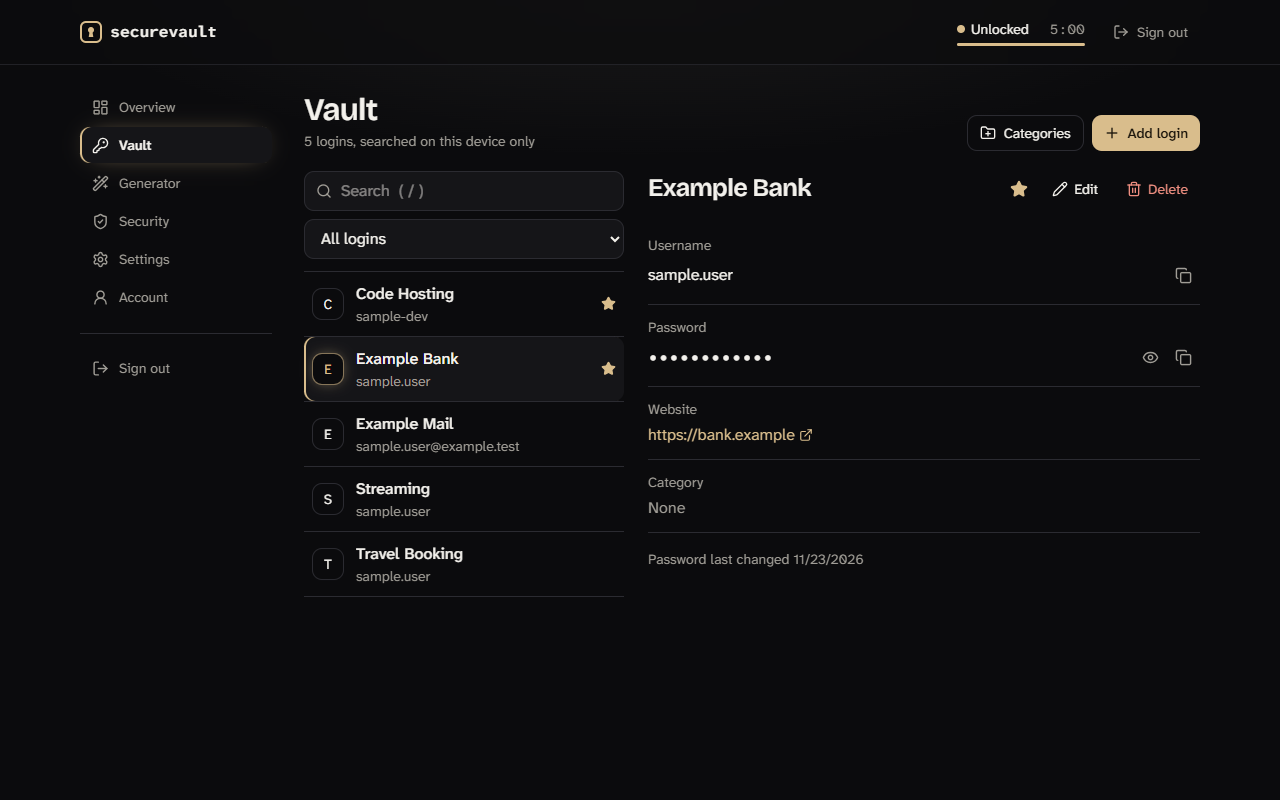 securevault
Unlocked 5:00
Sign out
Overview
Vault
Generator
Security
Settings
Account
Sign out
Vault
5 logins, searched on this device only
Categories
Add login
Search ( / )
All logins
C
Code Hosting
sample-dev
E
Example Bank
sample.user
E
Example Mail
sample.user@example.test
S
Streaming
sample.user
T
Travel Booking
sample.user
Example Bank
Edit
Delete
Username
sample.user
Password
••••••••••••
Website
https://bank.example
Category
None
Password last changed 11/23/2026